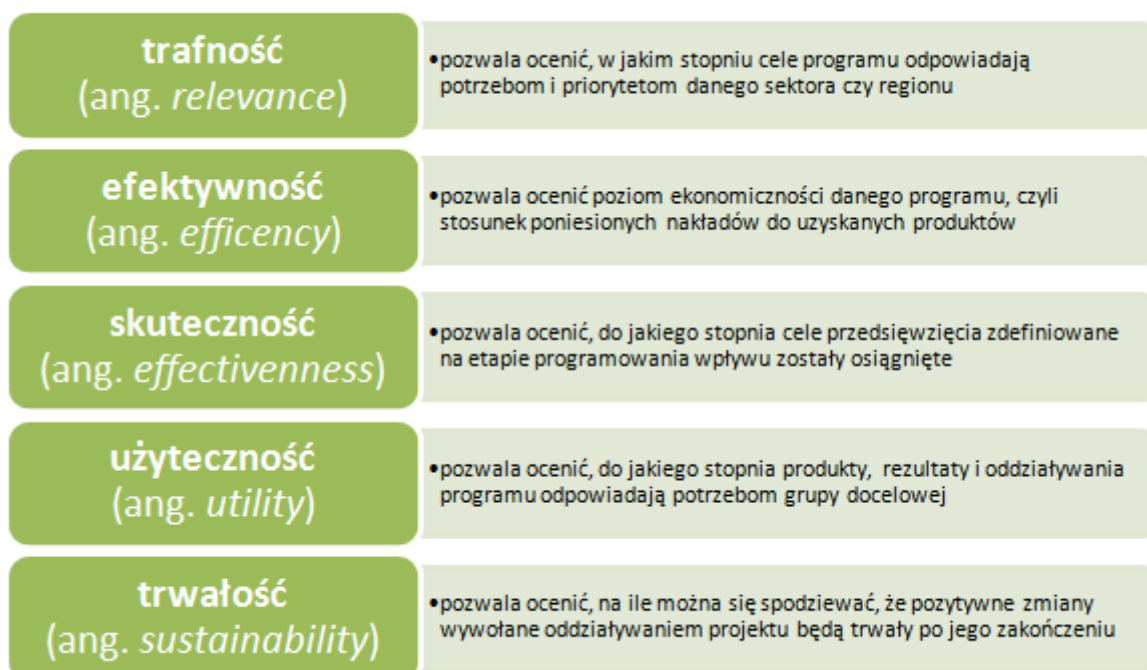 trafność
(ang. relevance)
•pozwala ocenić, w jakim stopniu cele programu odpowiadają
potrzebom i priorytetom danego sektora czy regionu
efektywność
(ang. efficency)
•pozwala ocenić poziom ekonomiczności danego programu, czyli
stosunek poniesionych nakładów do uzyskanych produktów
skuteczność
(ang. effectivenness)
•pozwala ocenić, do jakiego stopnia cele przedsięwzięcia zdefiniowane
na etapie programowania wpływu zostały osiągnięte
użyteczność
(ang. utility)
•pozwala ocenić, do jakiego stopnia produkty, rezultaty i oddziaływania
programu odpowiadają potrzebom grupy docelowej
trwałość
(ang. sustainability)
•pozwala ocenić, na ile można się spodziewać, że pozytywne zmiany
wywołane oddziaływaniem projektu będą trwały po jego zakończeniu